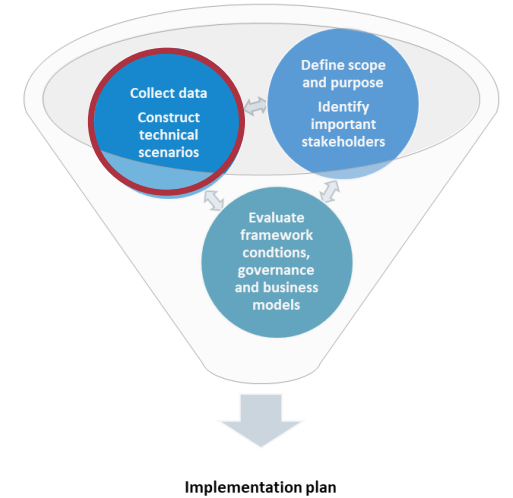 Collect data
Construct
technical
scenarios
Define scope
and purpose
Identify
important
stakeholders
Evaluate
framework
condtions,
governance
and business
models
Implementation plan